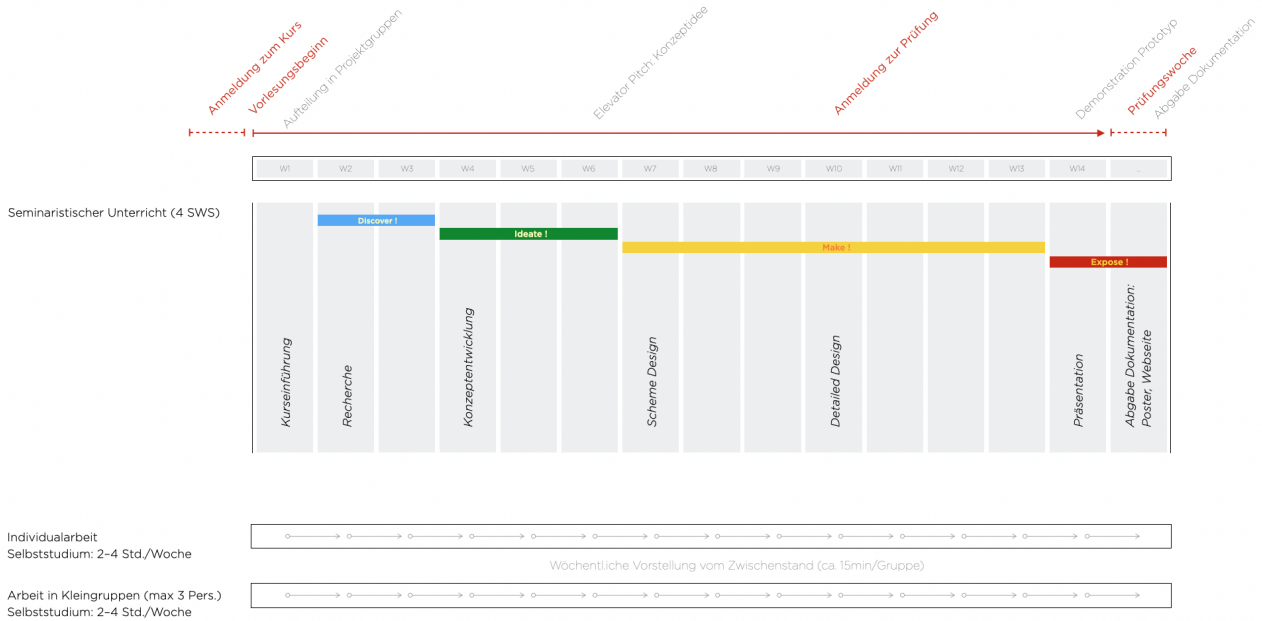 Anmeldung zum Kurs
Vorlesungsbeginn
Aufteilung in Projektgruppen
Elevator Pitch: Konzeptidee
Anmeldung zur Prüfung
Demonstration Prototyp
Prüfungswoche
Abgabe Dokumentation
W1 W2 W3 W4 W5 W6 W7 W8 W9 W10 W11 W12 W13 W14 ...
Seminaristischer Unterricht (4 SWS)
Discover !
Ideate !
Make !
Expose !
Kurseinführung
Recherche
Konzeptentwicklung
Scheme Design
Detailed Design
Präsentation
Abgabe Dokumentation:
Poster, Webseite
Individualarbeit
Selbststudium: 2–4 Std./Woche
Wöchentliche Vorstellung vom Zwischenstand (ca. 15min/Gruppe)
Arbeit in Kleingruppen (max 3 Pers.)
Selbststudium: 2–4 Std./Woche